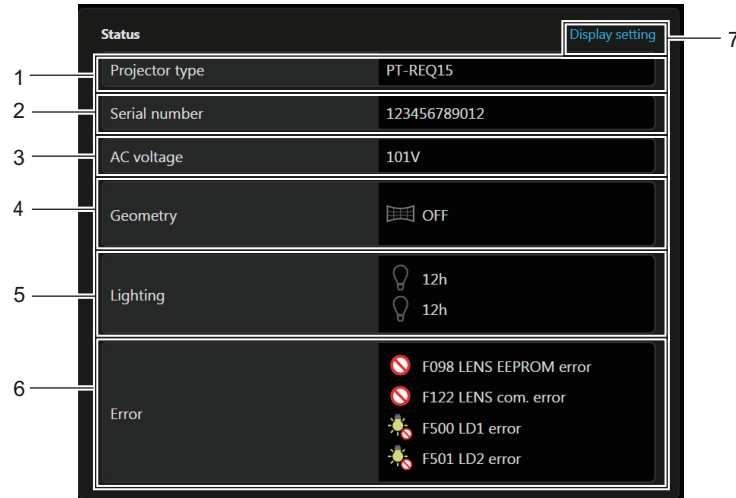 Status
Display setting
7
1
Projector type
PT-REQ15
2
Serial number
123456789012
3
AC voltage
101V
4
Geometry
OFF
5
Lighting
12h
12h
6
Error
F098 LENS EEPROM error
F122 LENS com. error
F500 LD1 error
F501 LD2 error